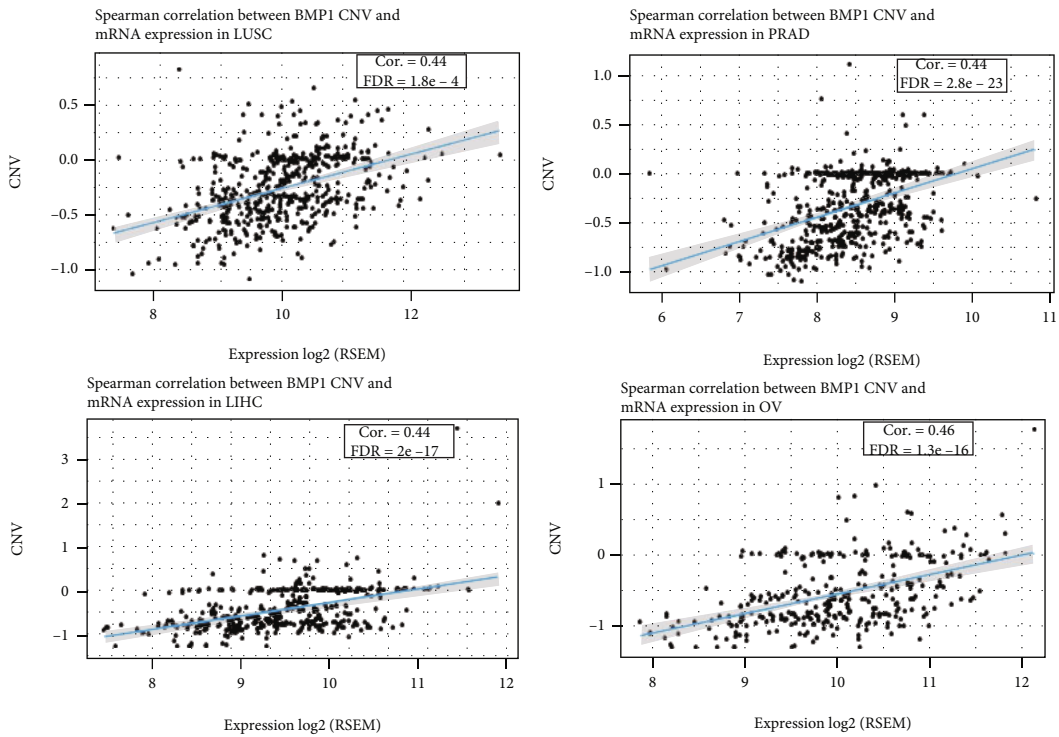 Spearman correlation between BMP1 CNV and
mRNA expression in LUSC
Cor. = 0.44
FDR = 1.8e – 4
0.5
0.0
–0.5
–1.0
CNV
8
10
12
Expression log2 (RSEM)
Spearman correlation between BMP1 CNV and
mRNA expression in PRAD
Cor. = 0.44
FDR = 2.8e – 23
1.0
0.5
0.0
–0.5
–1.0
CNV
6
7
8
9
10
11
Expression log2 (RSEM)
Spearman correlation between BMP1 CNV and
mRNA expression in LIHC
Cor. = 0.44
FDR = 2e –17
3
2
1
0
–1
CNV
8
9
10
11
12
Expression log2 (RSEM)
Spearman correlation between BMP1 CNV and
mRNA expression in OV
Cor. = 0.46
FDR = 1.3e –16
1
0
–1
CNV
8
9
10
11
12
Expression log2 (RSEM)